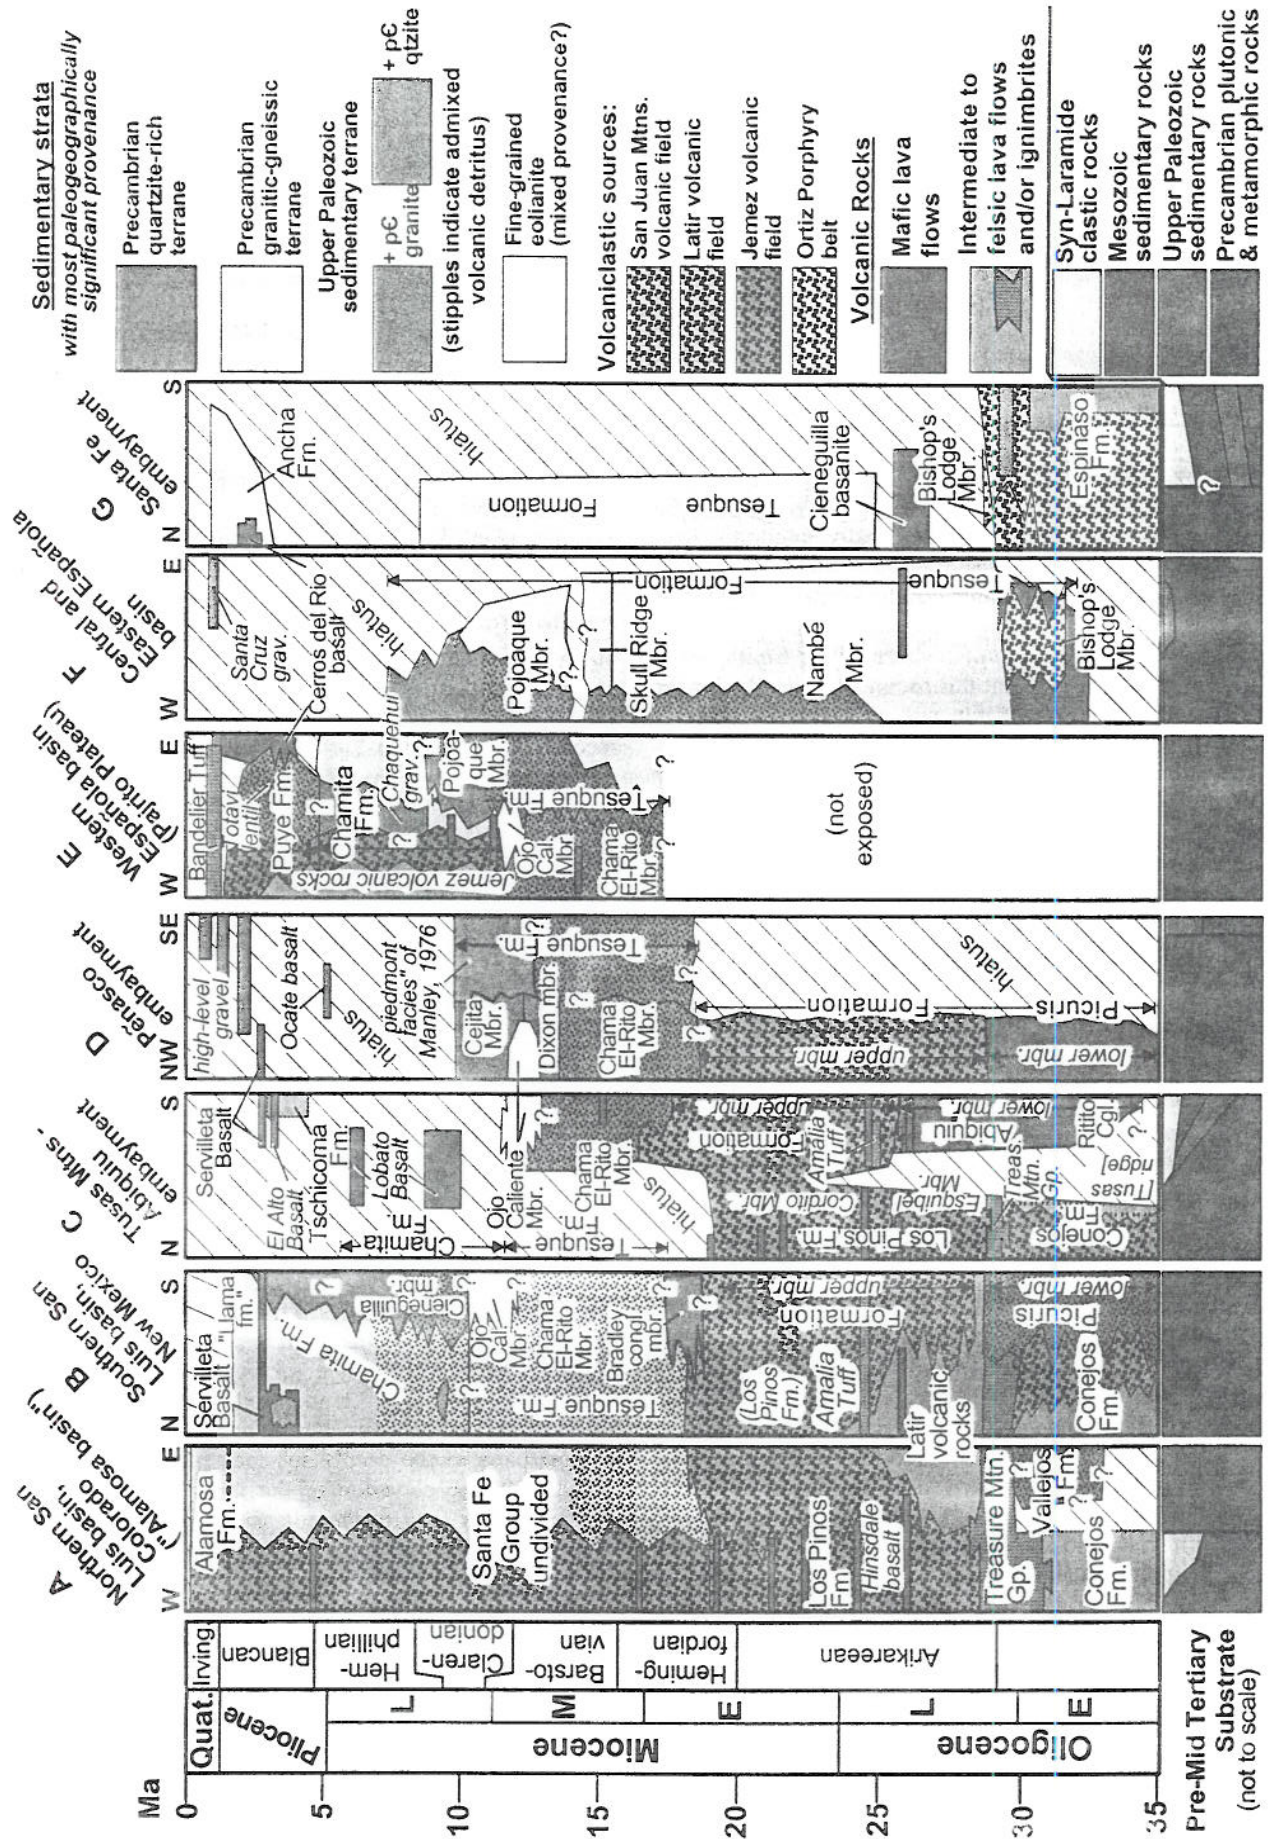 Ma
0
5
10
15
20
25
30
35
Quat.
Pliocene
Miocene
Oligocene
L
M
E
L
E
Irving.
Blancan
Hem-
phillian
Claren-
donian
Barsto-
vian
Heming-
fordian
Arikareean
Pre-Mid Tertiary
Substrate
(not to scale)
A
Northern San
Luis basin,
Colorado
("Alamosa basin")
W
E
Alamosa
Fm.
Santa Fe
Group
undivided
Los Pinos
Fm
Hinsdale
basalt
Treasure Mtn.
Gp.
?
Vallejos
Fm
?
?
Conejos
Fm.
B
Southern San
Luis basin,
New Mexico
N
S
Servilleta
Basalt / "Llama
fm."
?
Cieneguilla
mbr.
Chamita Fm.
?
?
Ojo
Cal.
Mbr
?
Chama
El-Rito
Mbr.
Bradley
congl.
mbr.
?
?
Tesuque Fm.
(Los
Pinos
Fm.)
Formation
upper mbr.
Amalia
Tuff
Latir
volcanic
rocks
Conejos
Fm.
Picuris
lower mbr.
C
Tusas Mtns -
Abiquiu
embayment
N
S
Servilleta
Basalt
El Alto
Basalt
Tschicoma
Fm.
Lobato
Basalt
Chamita
Fm.
Ojo
Caliente
Mbr.
?
Tesuque
Fm.
Chama
El-Rito
Mbr.
hiatus
Cordito Mbr.
Los Pinos Fm.
Esquibel
Mbr.
Amalia
Tuff
Formation
upper mbr.
Abiquiu
lower mbr.
Treas.
Mtn.
Gp.
Conejos
Fm.
Ritito
Cgl.
?
[Tusas
ridge]
D
Peñasco
embayment
NW
SE
high-level
gravel
Ocate basalt
hiatus
piedmont
facies" of
Manley, 1976
Cejita
Mbr.
Dixon mbr.
?
?
Tesuque Fm.
Chama
El-Rito
Mbr.
?
?
upper mbr.
lower mbr.
Picuris
Formation
hiatus
E
Western
Española basin
(Pajarito Plateau)
W
E
Bandelier Tuff
Totavi
lentil
Puye Fm.
?
Chamita
Fm.
Chaquehui
grav.
?
?
Pojoa-
que
Mbr.
Jemez volcanic rocks
Ojo
Cal.
Mbr
Tesuque Fm.
Chama
El-Rito
Mbr.
?
?
?
(not
exposed)
F
Central and
Eastern Española
basin
W
E
Santa
Cruz
grav.
Cerros del Rio
basalt
hiatus
Pojoaque
Mbr.
?
?
Skull Ridge
Mbr.
Nambé
Mbr.
Tesuque
Formation
Bishop's
Lodge
Mbr.
G
Santa Fe
embayment
N
S
Ancha
Fm.
hiatus
Tesuque
Formation
Cieneguilla
basanite
Bishop's
Lodge
Mbr.
Espinaso
Fm.
?
Sedimentary strata
with most paleogeographically
significant provenance
Precambrian
quartzite-rich
terrane
Precambrian
granitic-gneissic
terrane
Upper Paleozoic
sedimentary terrane
+ p€
granite
+ p€
qtzite
(stipples indicate admixed
volcanic detritus)
Fine-grained
eolianite
(mixed provenance?)
Volcaniclastic sources:
San Juan Mtns.
volcanic field
Latir volcanic
field
Jemez volcanic
field
Ortiz Porphyry
belt
Volcanic Rocks
Mafic lava
flows
Intermediate to
felsic lava flows
and/or ignimbrites
Syn-Laramide
clastic rocks
Mesozoic
sedimentary rocks
Upper Paleozoic
sedimentary rocks
Precambrian plutonic
& metamorphic rocks